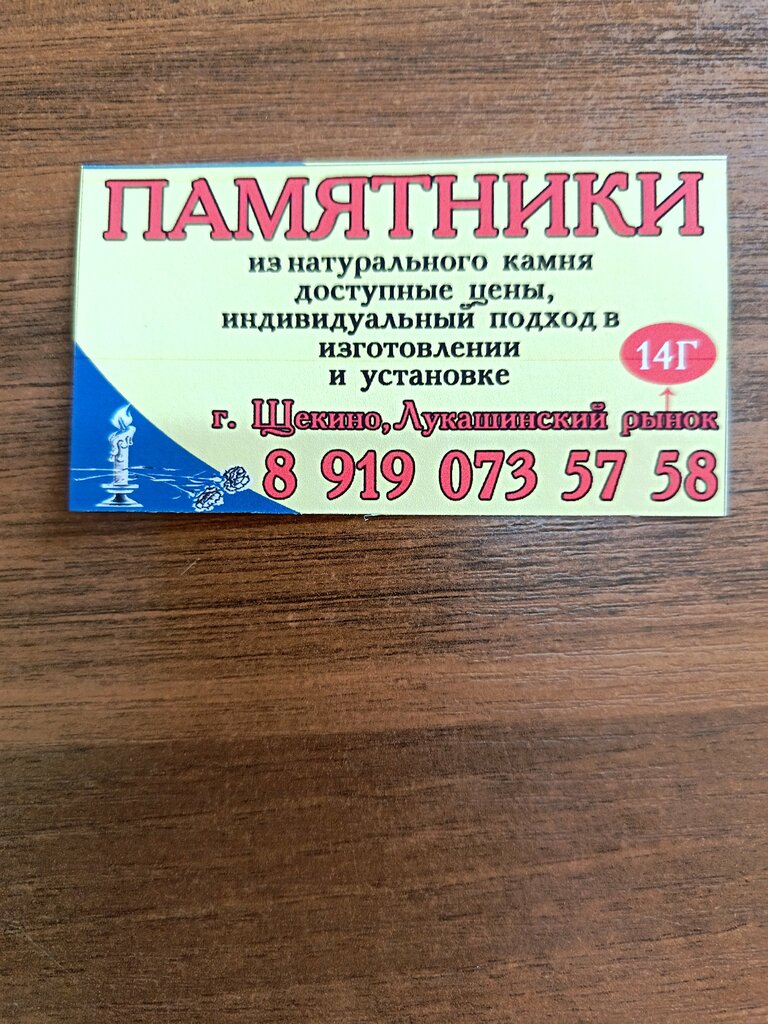 ПАМЯТНИКИ
из натурального камня
доступные цены,
индивидуальный подход в
изготовлении
и установке
14Г
г. Щекино, Лукашинский рынок
8 919 073 57 58